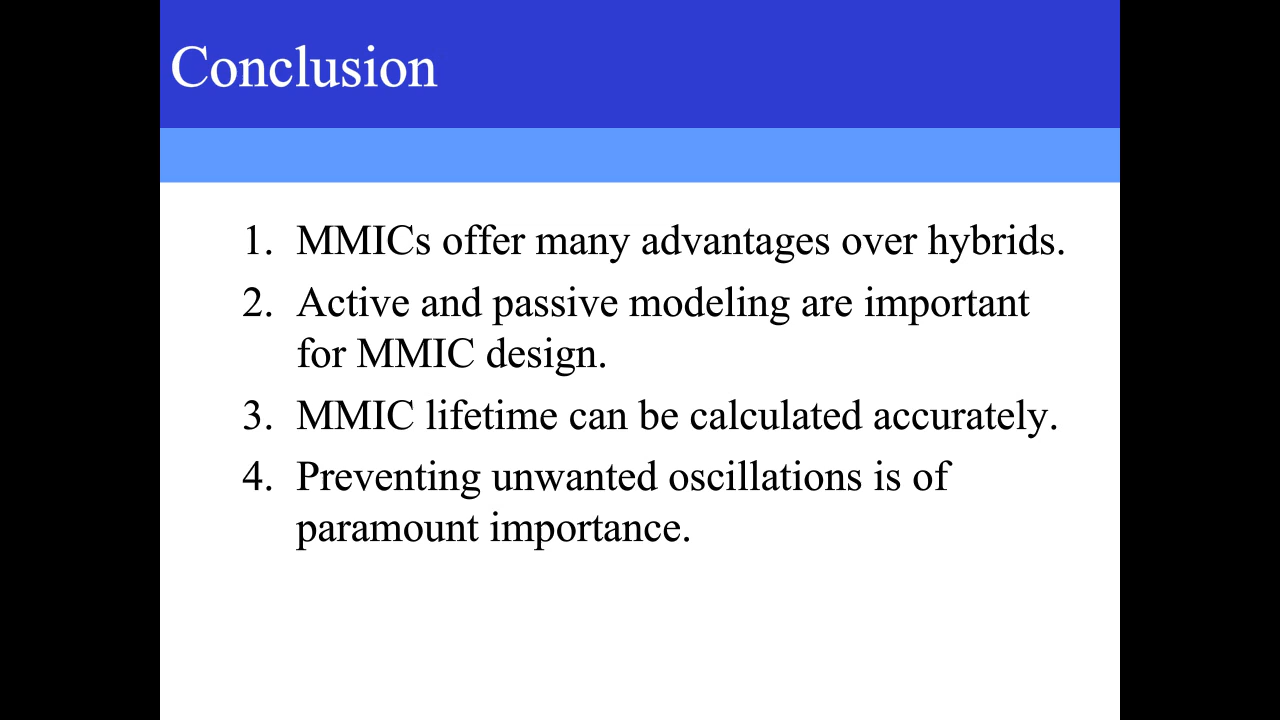 Conclusion
1. MMICs offer many advantages over hybrids.
2. Active and passive modeling are important
for MMIC design.
3. MMIC lifetime can be calculated accurately.
4. Preventing unwanted oscillations is of
paramount importance.